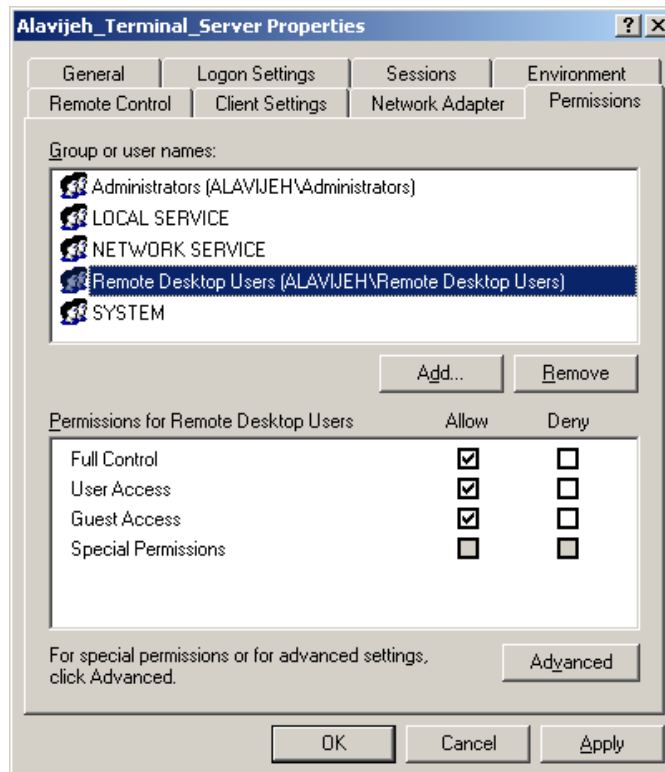 Alavijeh_Terminal_Server Properties
General Logon Settings Sessions Environment
Remote Control Client Settings Network Adapter Permissions
Group or user names:
Administrators (ALAVIJEH\Administrators)
LOCAL SERVICE
NETWORK SERVICE
Remote Desktop Users (ALAVIJEH\Remote Desktop Users)
SYSTEM
Add... Remove
Permissions for Remote Desktop Users Allow Deny
Full Control
User Access
Guest Access
Special Permissions
For special permissions or for advanced settings,
click Advanced.
Advanced
OK Cancel Apply